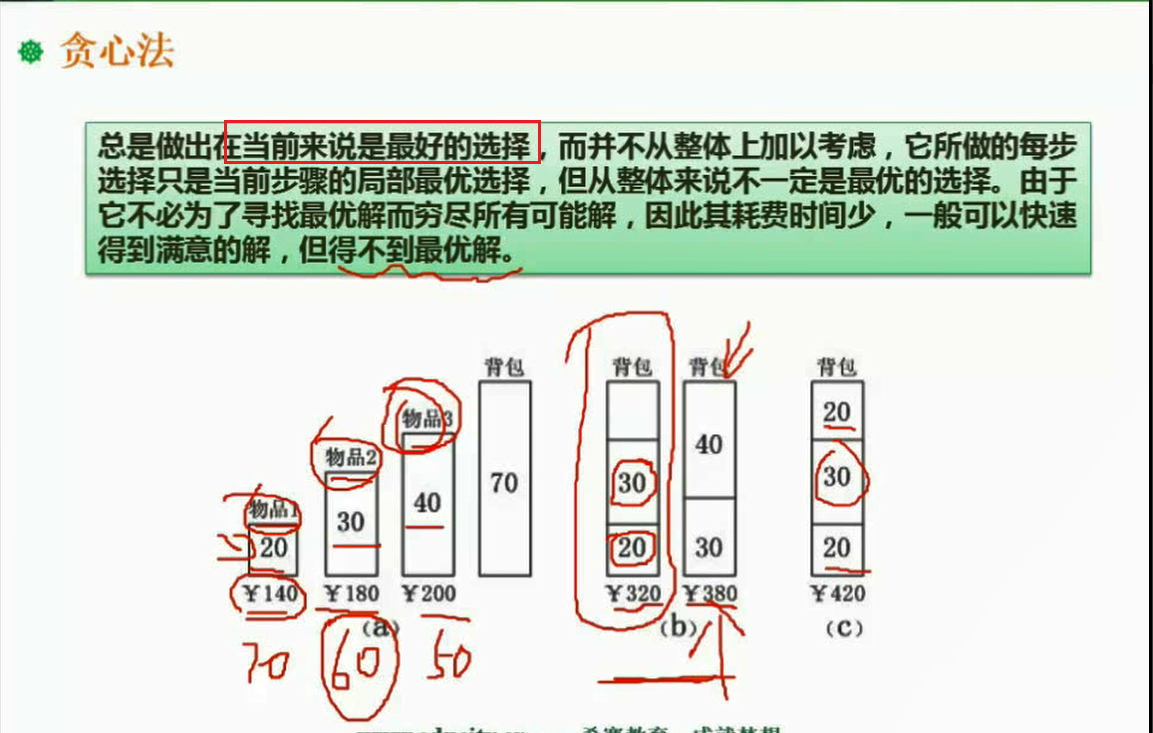 贪心法
总是做出在当前来说是最好的选择，而并不从整体上加以考虑，它所做的每步
选择只是当前步骤的局部最优选择，但从整体来说不一定是最优的选择。由于
它不必为了寻找最优解而穷尽所有可能解，因此其耗费时间少，一般可以快速
得到满意的解，但得不到最优解。
背包 背包 背包 背包
物品3
物品2
物品1
20 30 40 70
30 20
40 30
20 30 20
￥140 ￥180 ￥200 ￥320 ￥380 ￥420
(a) (b) (c)
70 60 50